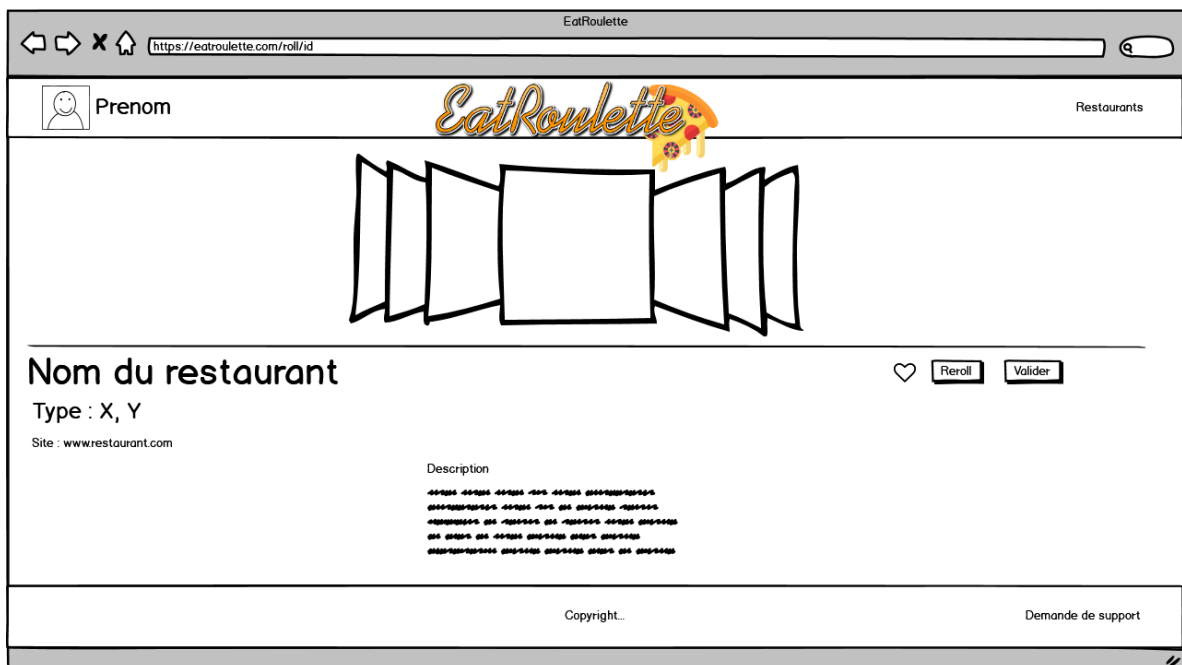 EatRoulette
https://eatroulette.com/roll/id
Prenom
EatRoulette
Restaurants
Nom du restaurant
Reroll
Valider
Type : X, Y
Site : www.restaurant.com
Description
Copyright...
Demande de support